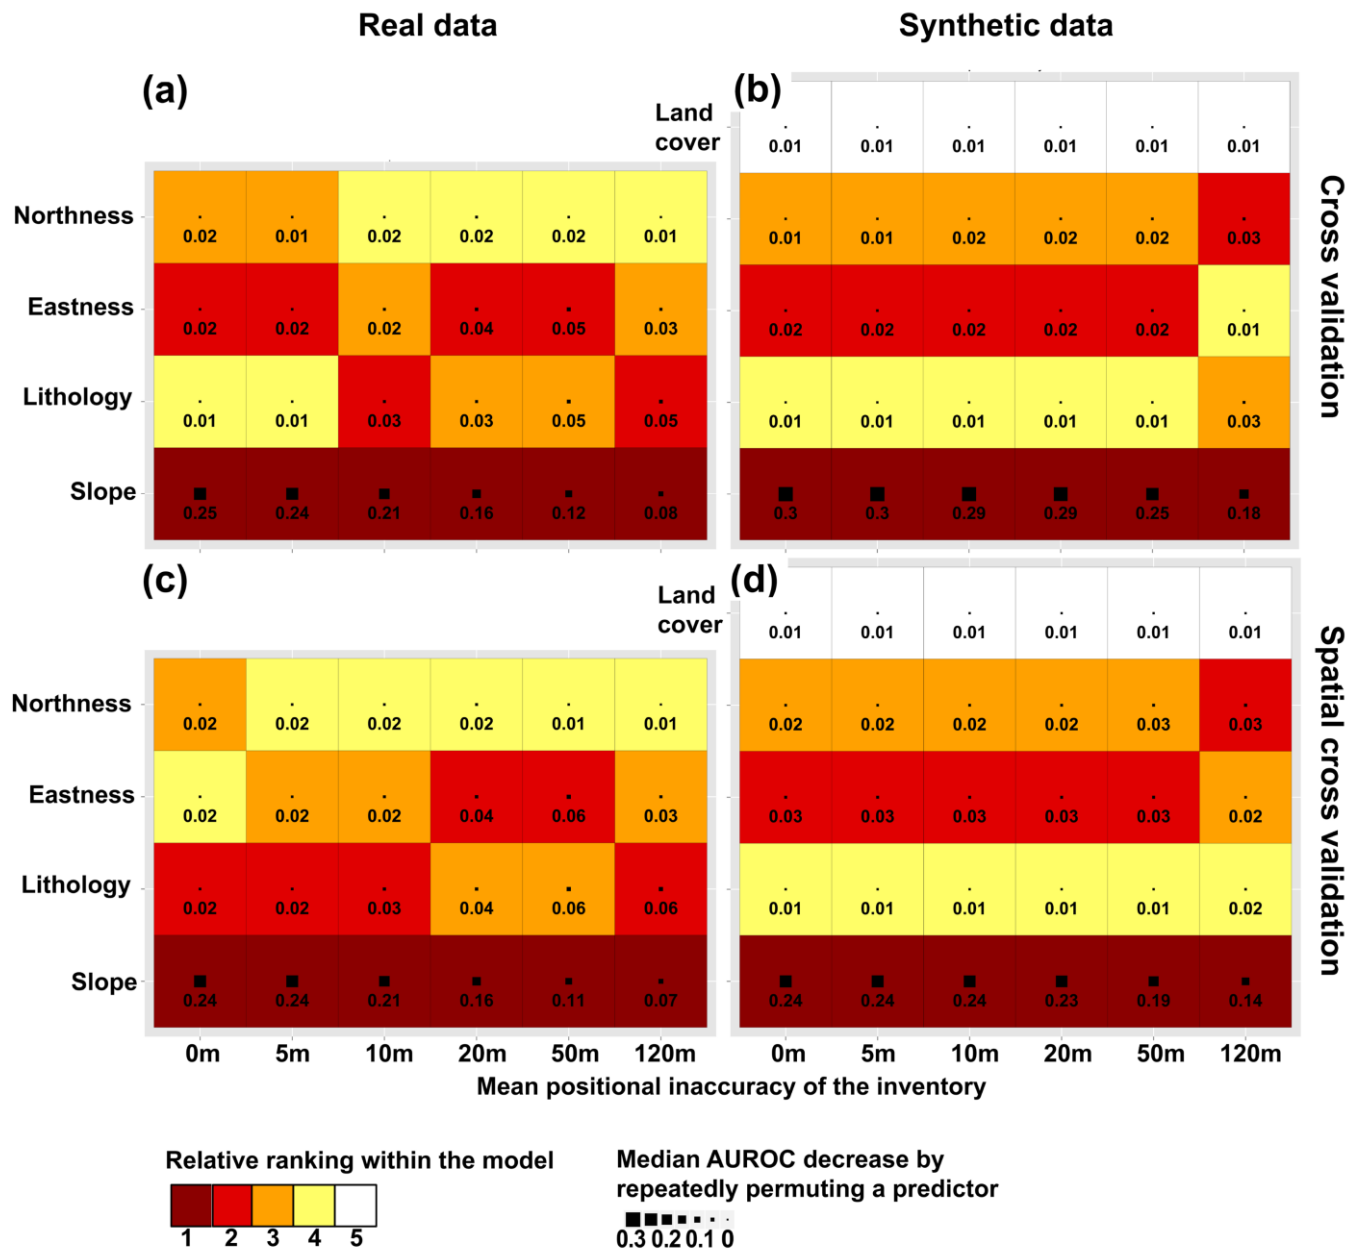 Real data
Synthetic data
(a)
(b)
Land
cover
0.01 0.01 0.01 0.01 0.01 0.01
Northness
0.02 0.01 0.02 0.02 0.02 0.01
0.01 0.01 0.02 0.02 0.02 0.03
Eastness
0.02 0.02 0.02 0.04 0.05 0.03
0.02 0.02 0.02 0.02 0.02 0.01
Lithology
0.01 0.01 0.03 0.03 0.05 0.05
0.01 0.01 0.01 0.01 0.01 0.03
Slope
0.25 0.24 0.21 0.16 0.12 0.08
0.3 0.3 0.29 0.29 0.25 0.18
Cross validation
(c)
(d)
Land
cover
0.01 0.01 0.01 0.01 0.01 0.01
Northness
0.02 0.02 0.02 0.02 0.01 0.01
0.02 0.02 0.02 0.02 0.03 0.03
Eastness
0.02 0.02 0.02 0.04 0.06 0.03
0.03 0.03 0.03 0.03 0.03 0.02
Lithology
0.02 0.02 0.03 0.04 0.06 0.06
0.01 0.01 0.01 0.01 0.01 0.02
Slope
0.24 0.24 0.21 0.16 0.11 0.07
0.24 0.24 0.24 0.23 0.19 0.14
Spatial cross validation
0m 5m 10m 20m 50m 120m
0m 5m 10m 20m 50m 120m
Mean positional inaccuracy of the inventory
Relative ranking within the model
1 2 3 4 5
Median AUROC decrease by
repeatedly permuting a predictor
0.3 0.2 0.1 0